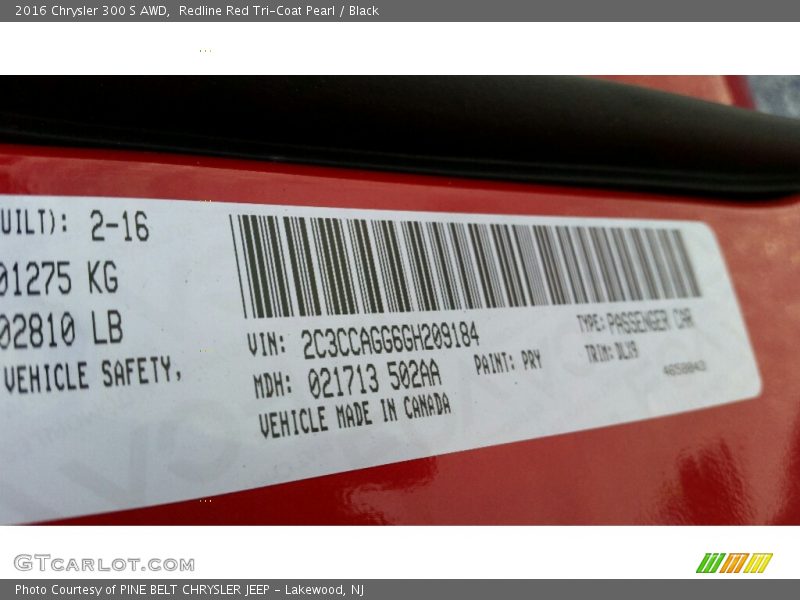 2016 Chrysler 300 S AWD,  Redline Red Tri-Coat Pearl / Black
UILT): 2-16
01275 KG
02810 LB
VEHICLE SAFETY,
VIN: 2C3CCAGG6GH209184
TYPE: PASSENGER CAR
MDH: 021713 502AA
PAINT: PRY
TRIM: DLX9
VEHICLE MADE IN CANADA
GTCARLOT.COM
Photo Courtesy of PINE BELT CHRYSLER JEEP - Lakewood, NJ